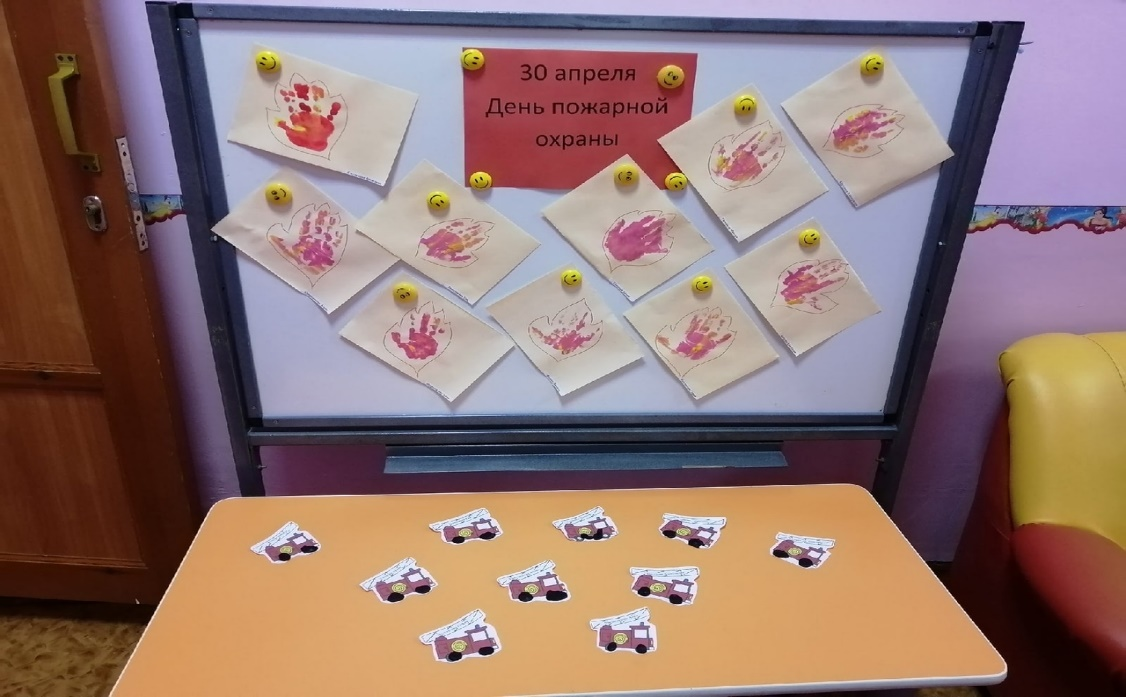 30 апреля
День пожарной
охраны